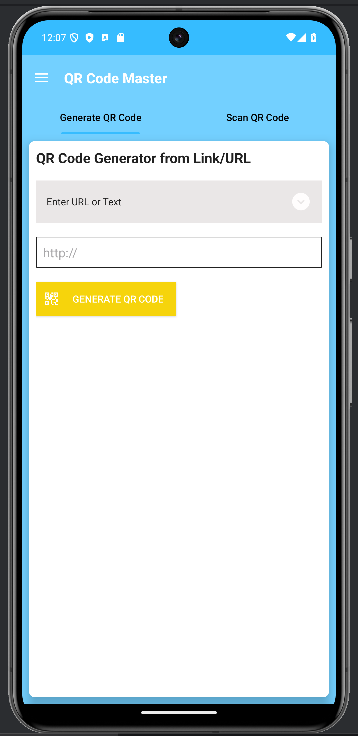 12:07
QR Code Master
Generate QR Code
Scan QR Code
QR Code Generator from Link/URL
Enter URL or Text
http://
GENERATE QR CODE